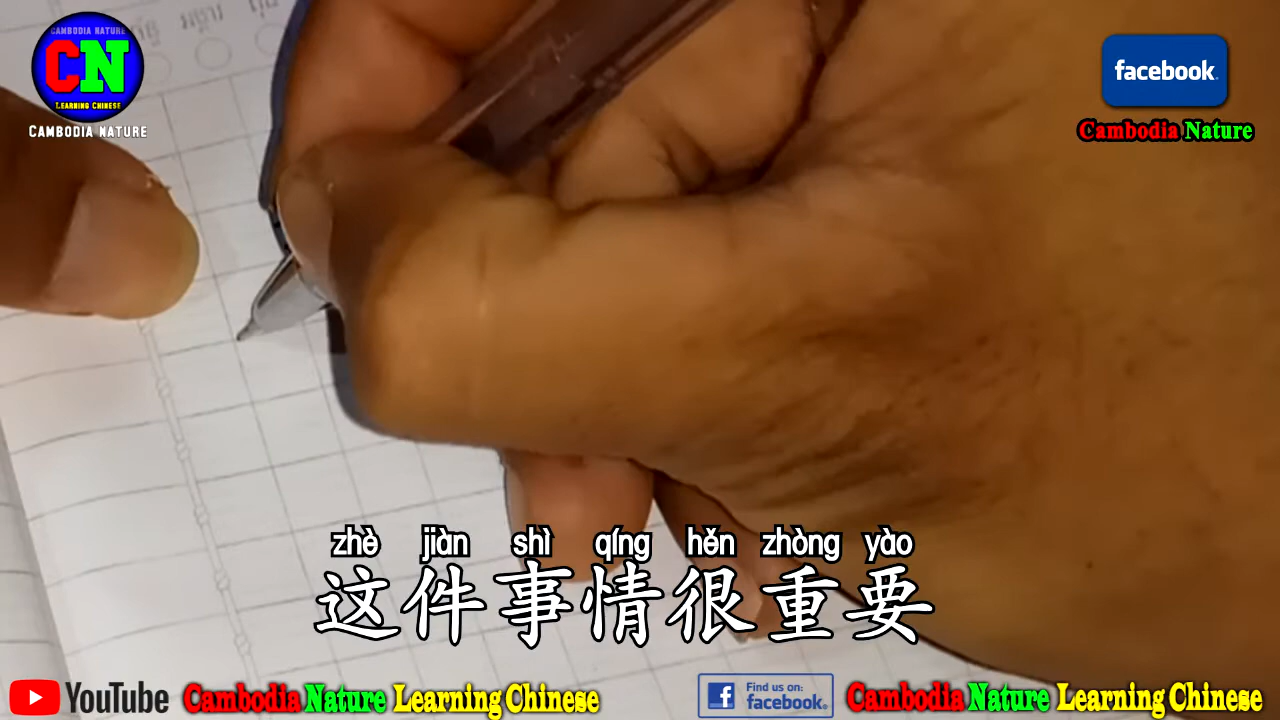 CAMBODIA NATURE
CN
LEARNING CHINESE
CAMBODIA NATURE
facebook
Cambodia Nature
zhè jiàn shì qíng hěn zhòng yào
这件事情很重要
YouTube Cambodia Nature Learning Chinese
Find us on:
facebook
Cambodia Nature Learning Chinese